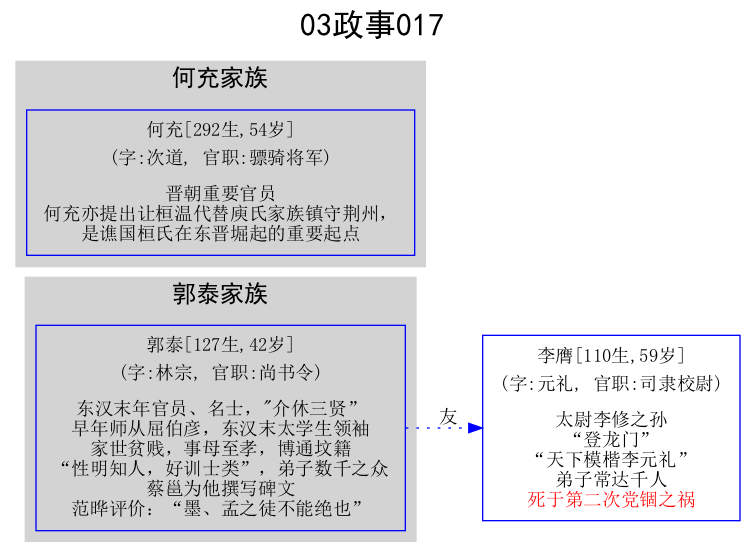 03政事017
何充家族
何充[292生,54岁]
(字:次道, 官职:骠骑将军)
晋朝重要官员
何充亦提出让桓温代替庾氏家族镇守荆州，
是谯国桓氏在东晋堀起的重要起点
郭泰家族
郭泰[127生,42岁]
(字:林宗, 官职:尚书令)
东汉末年官员、名士，"介休三贤”
早年师从屈伯彦，东汉末太学生领袖
家世贫贱，事母至孝，博通坟籍
“性明知人，好训士类”，弟子数千之众
蔡邕为他撰写碑文
范晔评价：“墨、孟之徒不能绝也”
友
李膺[110生,59岁]
(字:元礼, 官职:司隶校尉)
太尉李修之孙
“登龙门”
“天下模楷李元礼”
弟子常达千人
死于第二次党锢之祸